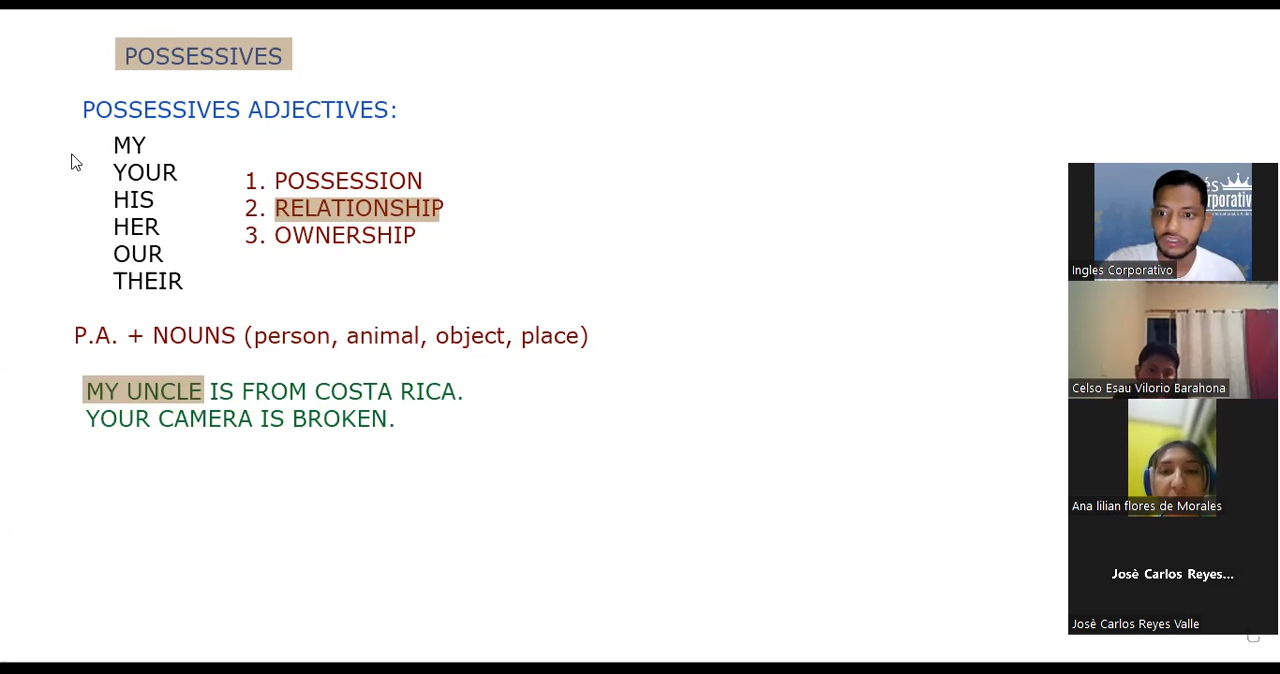 POSSESSIVES
POSSESSIVES ADJECTIVES:
MY
YOUR
HIS
HER
OUR
THEIR
1. POSSESSION
2. RELATIONSHIP
3. OWNERSHIP
P.A. + NOUNS (person, animal, object, place)
MY UNCLE IS FROM COSTA RICA.
YOUR CAMERA IS BROKEN.
Ingles Corporativo
Celso Esau Vilorio Barahona
Ana lilian flores de Morales
Josè Carlos Reyes...
Josè Carlos Reyes Valle